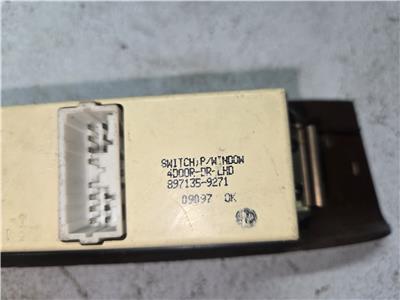 SWITCH;P/WINDOW
4DOOR-DR-LHD
897135-9271
09097 OK